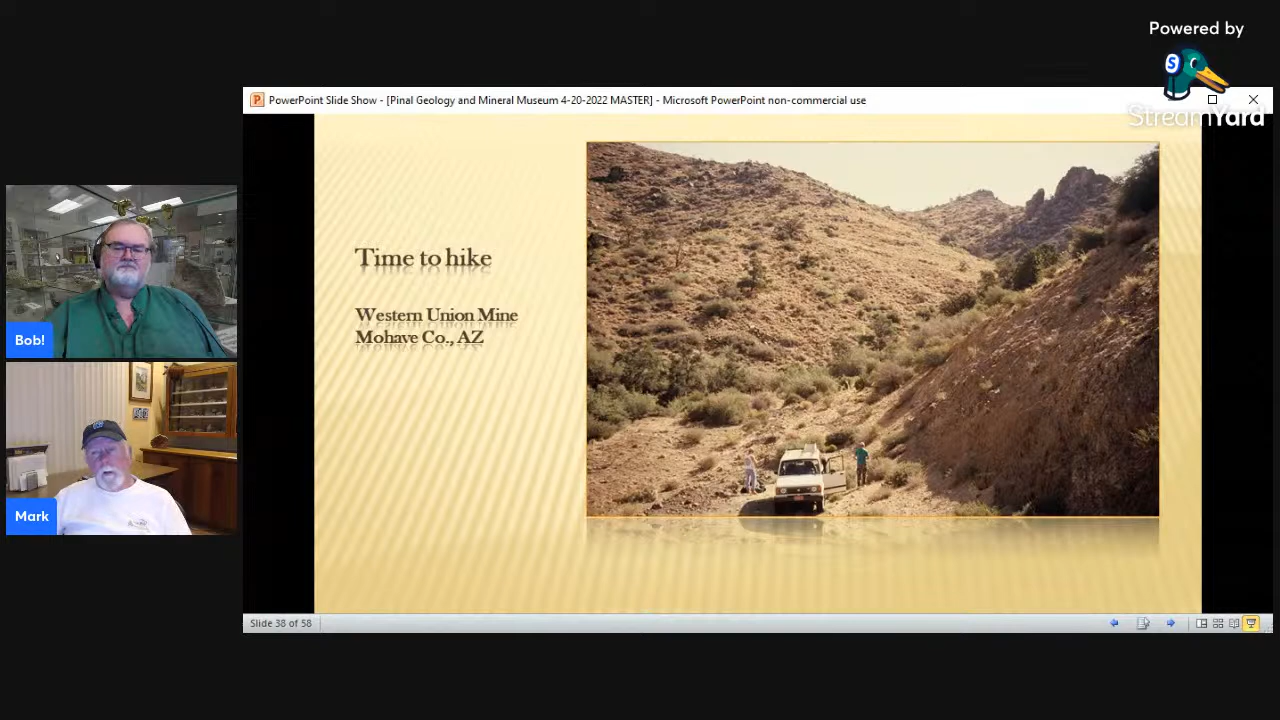 Powered by
StreamYard
PowerPoint Slide Show - [Pinal Geology and Mineral Museum 4-20-2022 MASTER] - Microsoft PowerPoint non-commercial use
Time to hike
Western Union Mine
Mohave Co., AZ
Bob!
Mark
Slide 38 of 58